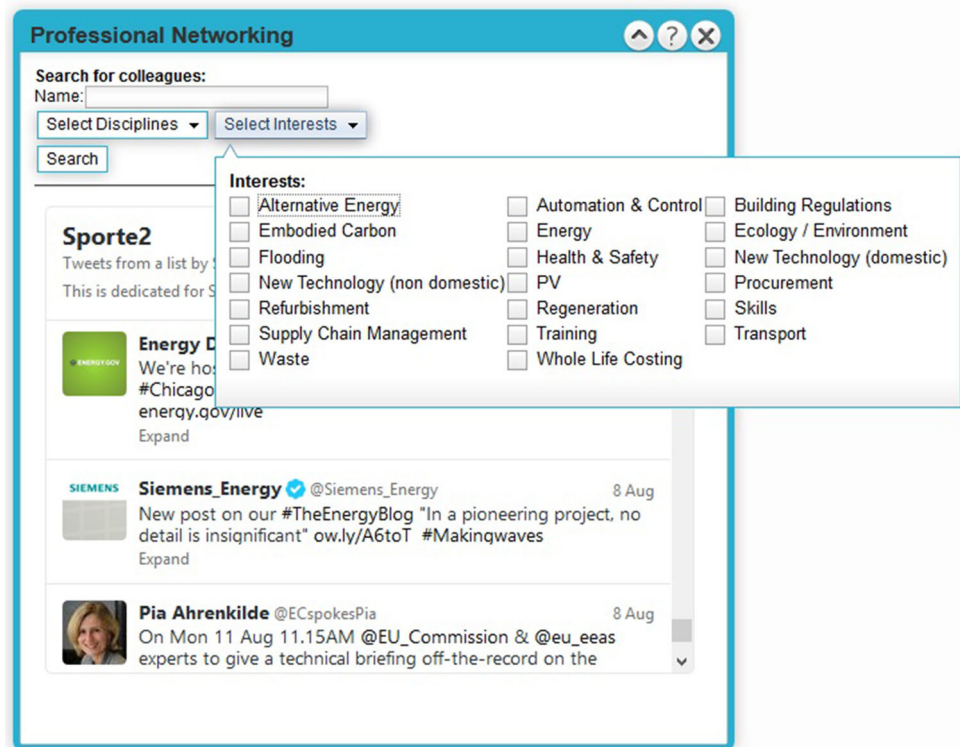 Professional Networking
?
Search for colleagues:
Name:
Select Disciplines
Select Interests
Search
Interests:
Alternative Energy
Automation & Control
Building Regulations
Embodied Carbon
Energy
Ecology / Environment
Flooding
Health & Safety
New Technology (domestic)
New Technology (non domestic)
PV
Procurement
Refurbishment
Regeneration
Skills
Supply Chain Management
Training
Transport
Waste
Whole Life Costing
Sporte2
Tweets from a list by
This is dedicated for
ENERGY.GOV
Energy
We're
#Chicago
energy.gov/live
Expand
SIEMENS
Siemens_Energy @Siemens_Energy 8 Aug
New post on our #TheEnergyBlog "In a pioneering project, no
detail is insignificant" ow.ly/A6toT #Makingwaves
Expand
Pia Ahrenkilde @ECspokesPia 8 Aug
On Mon 11 Aug 11.15AM @EU_Commission & @eu_eeas
experts to give a technical briefing off-the-record on the